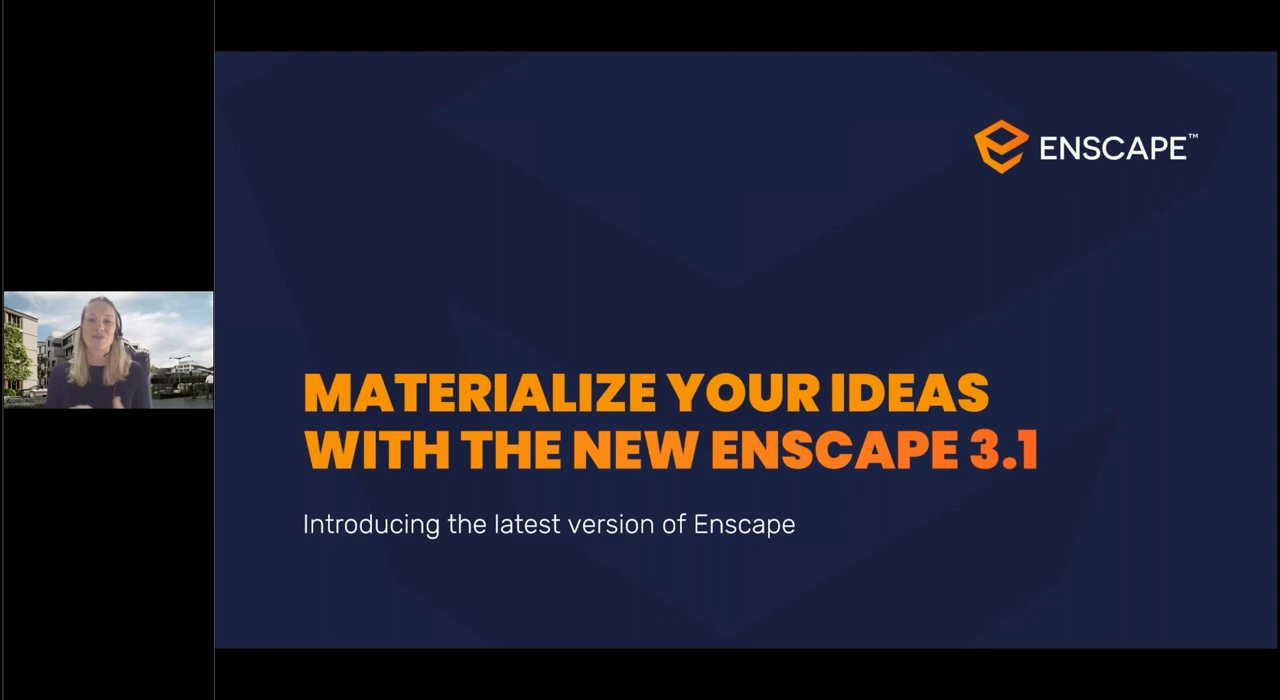 ENSCAPE™
MATERIALIZE YOUR IDEAS
WITH THE NEW ENSCAPE 3.1
Introducing the latest version of Enscape